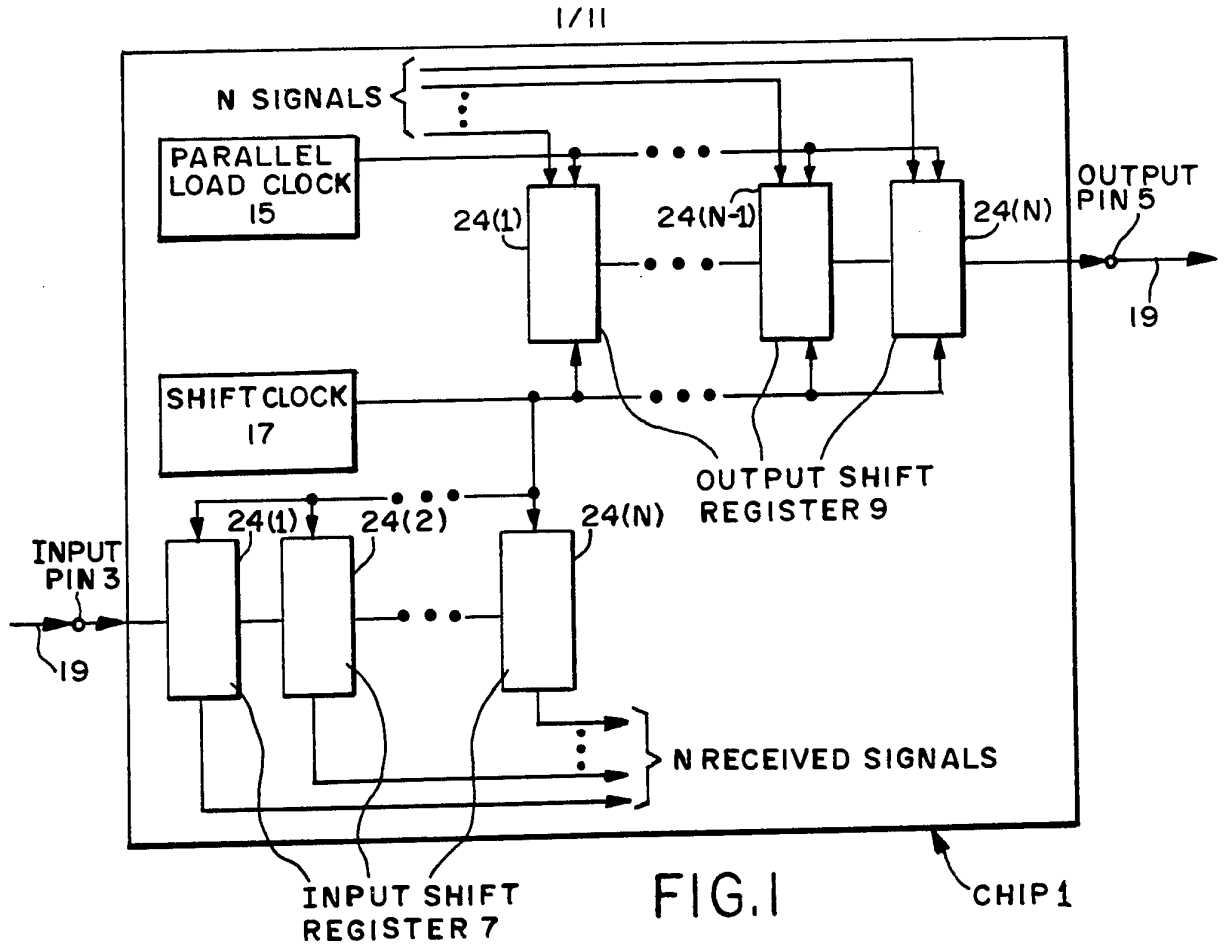 1/11
N SIGNALS
PARALLEL
LOAD CLOCK
15
24(1)
24(N-1)
24(N)
OUTPUT
PIN 5
19
SHIFT CLOCK
17
OUTPUT SHIFT
REGISTER 9
24(1)
24(2)
24(N)
INPUT
PIN 3
19
N RECEIVED SIGNALS
INPUT SHIFT
REGISTER 7
FIG.1
CHIP 1